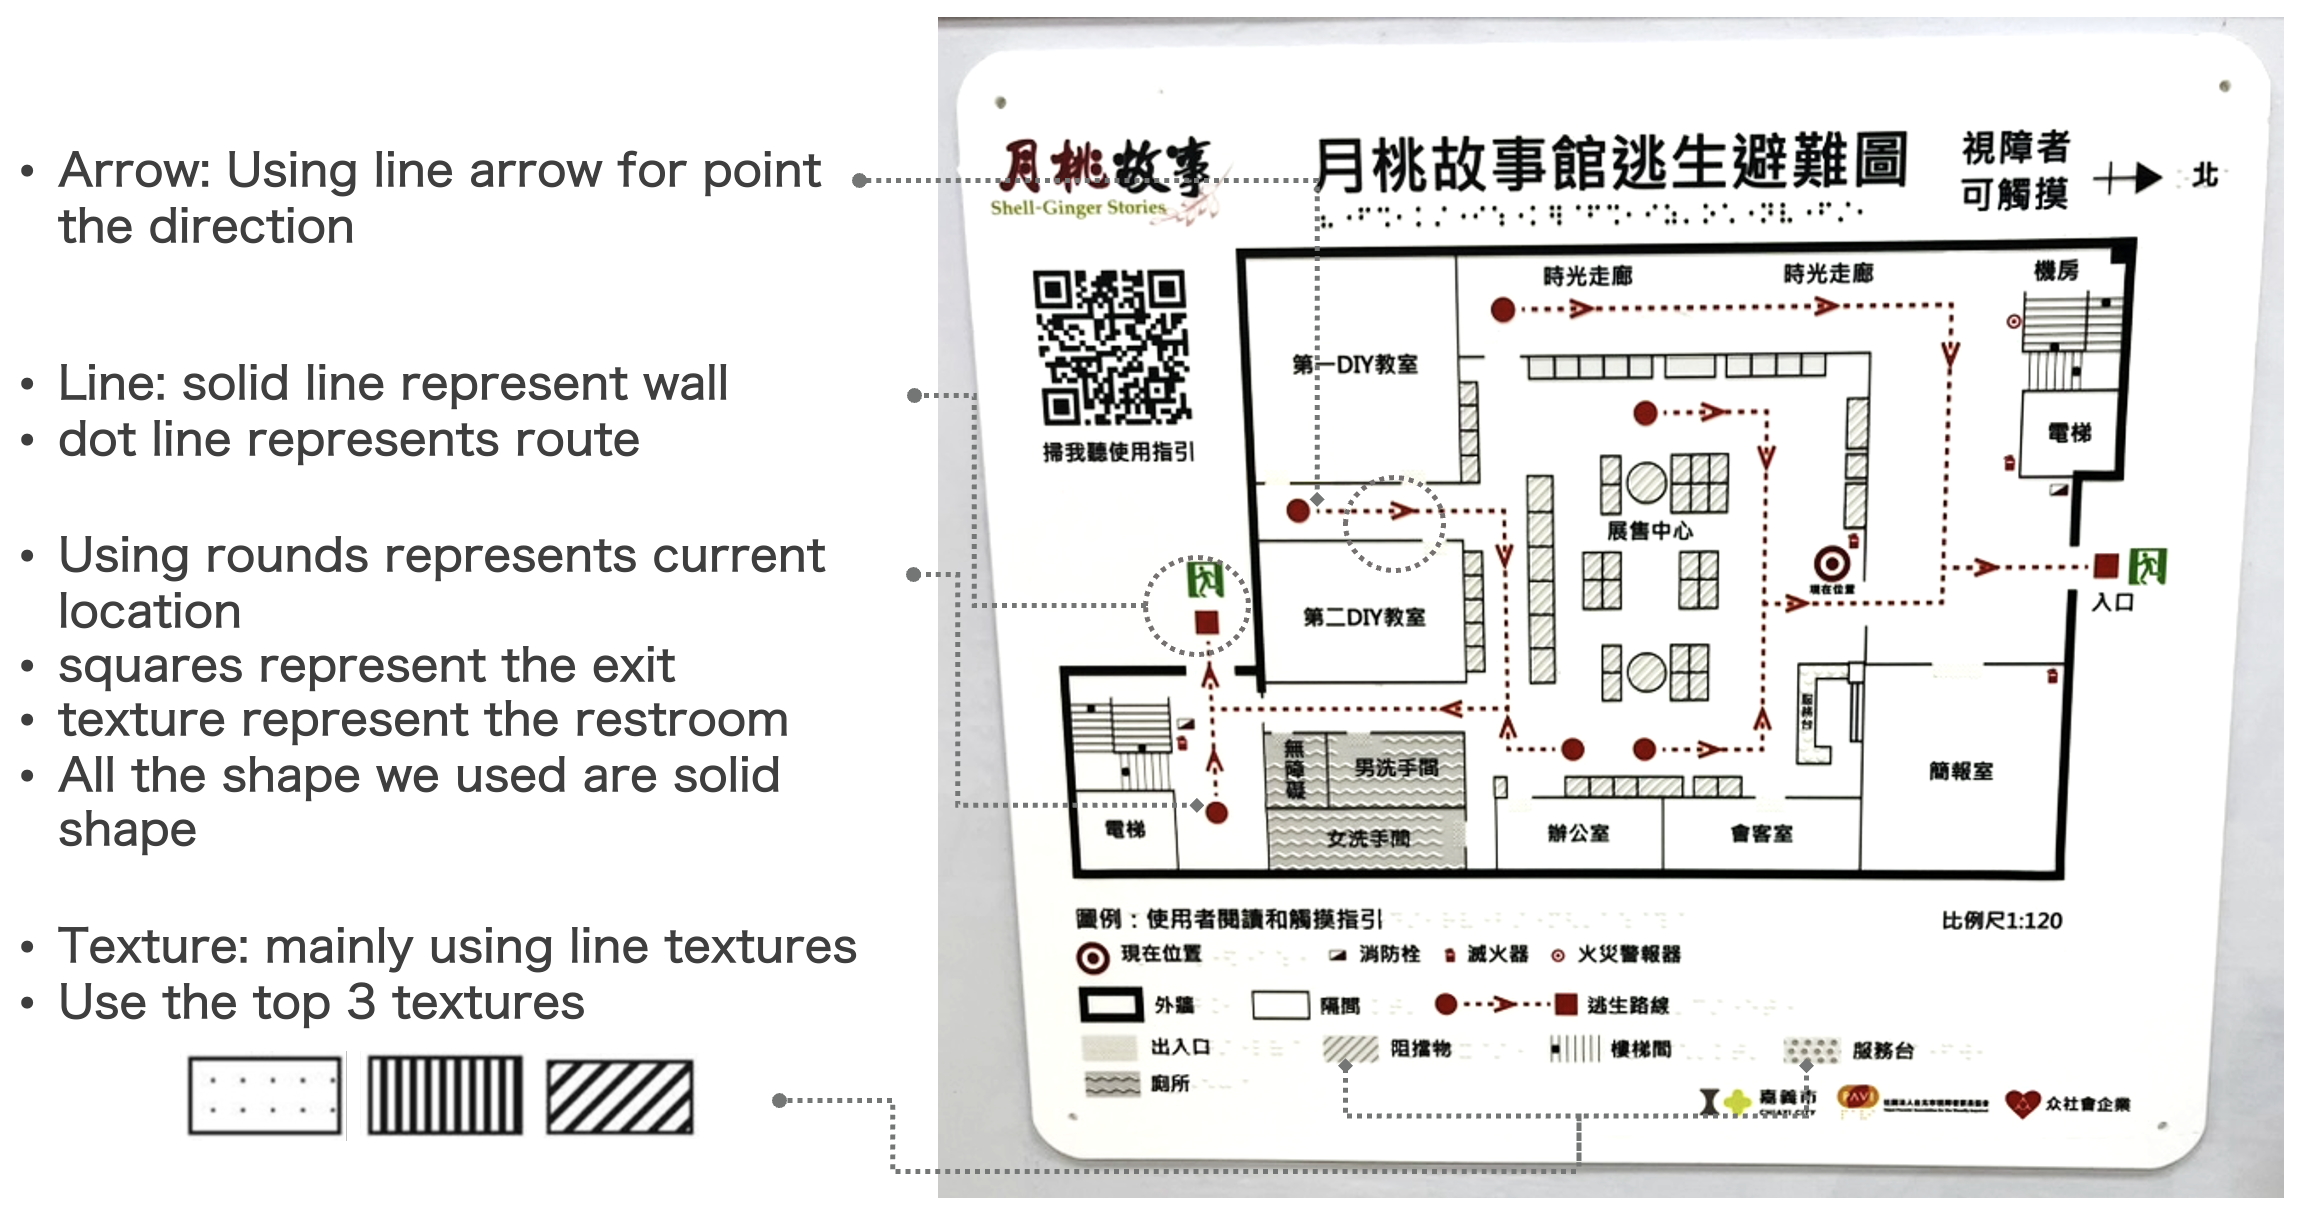 • Arrow: Using line arrow for point
the direction
• Line: solid line represent wall
• dot line represents route
• Using rounds represents current
location
• squares represent the exit
• texture represent the restroom
• All the shape we used are solid
shape
• Texture: mainly using line textures
• Use the top 3 textures
月桃故事
Shell-Ginger Stories
月桃故事館逃生避難圖
視障者
可觸摸
北
掃我聽使用指引
時光走廊
時光走廊
機房
第一DIY教室
電梯
展售中心
現在位置
入口
第二DIY教室
服務台
無障礙
男洗手間
女洗手間
電梯
辦公室
會客室
簡報室
圖例：使用者閱讀和觸摸指引
比例尺1:120
現在位置
消防栓
滅火器
火災警報器
外牆
隔間
逃生路線
出入口
阻擋物
樓梯間
服務台
廁所
嘉義市
CHIAYI CITY
众社會企業